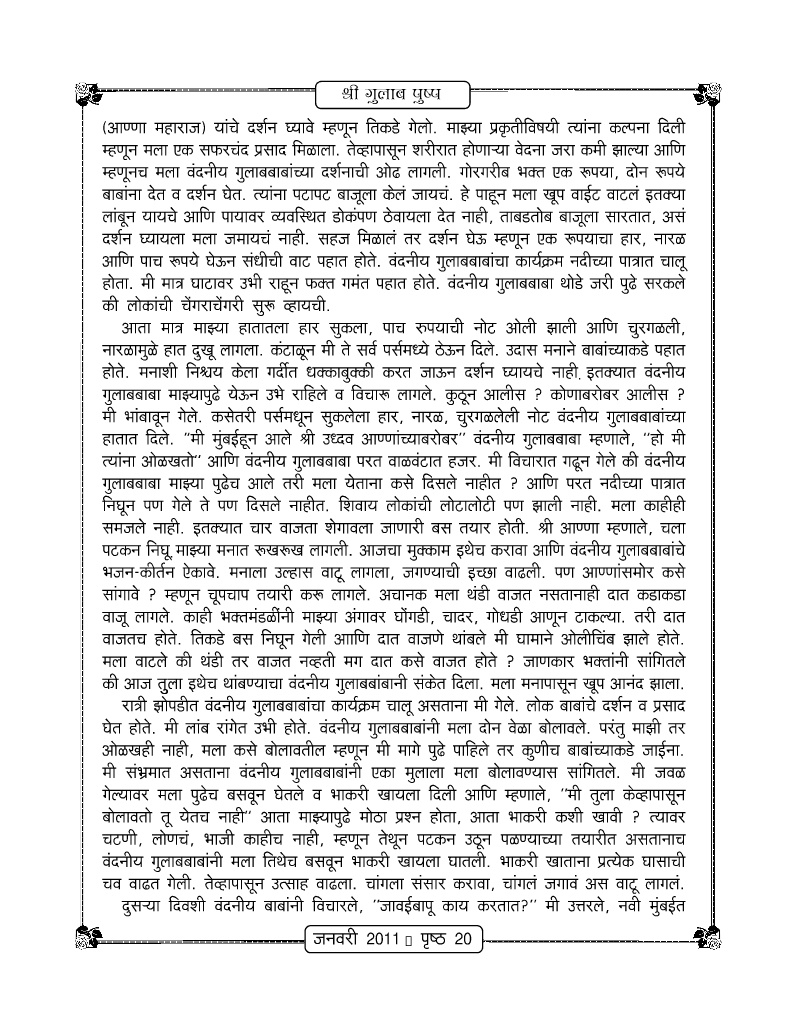 श्री गुलाब पुष्प
(आण्णा महाराज) यांचे दर्शन घ्यावे म्हणून तिकडे गेलो. माझ्या प्रकृतीविषयी त्यांना कल्पना दिली
म्हणून मला एक सफरचंद प्रसाद मिळाला. तेव्हापासून शरीरात होणाऱ्या वेदना जरा कमी झाल्या आणि
म्हणूनच मला वंदनीय गुलाबबाबांच्या दर्शनाची ओढ लागली. गोरगरीब भक्त एक रूपया, दोन रूपये
बाबांना देत व दर्शन घेत. त्यांना पटापट बाजूला केलं जायचं. हे पाहून मला खूप वाईट वाटलं इतक्या
लांबून यायचे आणि पायावर व्यवस्थित डोकंपण ठेवायला देत नाही, ताबडतोब बाजूला सारतात, असं
दर्शन घ्यायला मला जमायचं नाही. सहज मिळालं तर दर्शन घेऊ म्हणून एक रूपयाचा हार, नारळ
आणि पाच रूपये घेऊन संधीची वाट पहात होते. वंदनीय गुलाबबाबांचा कार्यक्रम नदीच्या पात्रात चालू
होता. मी मात्र घाटावर उभी राहून फक्त गमंत पहात होते. वंदनीय गुलाबबाबा थोडे जरी पुढे सरकले
की लोकांची चेंगराचेंगरी सुरू व्हायची.
आता मात्र माझ्या हातातला हार सुकला, पाच रुपयाची नोट ओली झाली आणि चुरगळली,
नारळामुळे हात दुखू लागला. कंटाळून मी ते सर्व पर्समध्ये ठेऊन दिले. उदास मनाने बाबांच्याकडे पहात
होते. मनाशी निश्चय केला गर्दीत धक्काबुक्की करत जाऊन दर्शन घ्यायचे नाही. इतक्यात वंदनीय
गुलाबबाबा माझ्यापुढे येऊन उभे राहिले व विचारू लागले. कुठून आलीस ? कोणाबरोबर आलीस ?
मी भांबावून गेले. कसेतरी पर्समधून सुकलेला हार, नारळ, चुरगळलेली नोट वंदनीय गुलाबबाबांच्या
हातात दिले. ''मी मुंबईहून आले श्री उध्दव आण्णांच्याबरोबर'' वंदनीय गुलाबबाबा म्हणाले, ''हो मी
त्यांना ओळखतो'' आणि वंदनीय गुलाबबाबा परत वाळवंटात हजर. मी विचारात गढून गेले की वंदनीय
गुलाबबाबा माझ्या पुढेच आले तरी मला येताना कसे दिसले नाहीत ? आणि परत नदीच्या पात्रात
निघून पण गेले ते पण दिसले नाहीत. शिवाय लोकांची लोटालोटी पण झाली नाही. मला काहीही
समजले नाही. इतक्यात चार वाजता शेगावला जाणारी बस तयार होती. श्री आण्णा म्हणाले, चला
पटकन निघू. माझ्या मनात रूखरूख लागली. आजचा मुक्काम इथेच करावा आणि वंदनीय गुलाबबाबांचे
भजन-कीर्तन ऐकावे. मनाला उल्हास वाटू लागला, जगण्याची इच्छा वाढली. पण आण्णांसमोर कसे
सांगावे ? म्हणून चूपचाप तयारी करू लागले. अचानक मला थंडी वाजत नसतानाही दात कडाकडा
वाजू लागले. काही भक्तमंडळींनी माझ्या अंगावर घोंगडी, चादर, गोधडी आणून टाकल्या. तरी दात
वाजतच होते. तिकडे बस निघून गेली आाणि दात वाजणे थांबले मी घामाने ओलीचिंब झाले होते.
मला वाटले की थंडी तर वाजत नव्हती मग दात कसे वाजत होते ? जाणकार भक्तांनी सांगितले
की आज तुला इथेच थांबण्याचा वंदनीय गुलाबबांबानी संकेत दिला. मला मनापासून खूप आनंद झाला.
रात्री झोपडीत वंदनीय गुलाबबाबांचा कार्यक्रम चालू असताना मी गेले. लोक बाबांचे दर्शन व प्रसाद
घेत होते. मी लांब रांगेत उभी होते. वंदनीय गुलाबबाबांनी मला दोन वेळा बोलावले. परंतु माझी तर
ओळखही नाही, मला कसे बोलावतील म्हणून मी मागे पुढे पाहिले तर कुणीच बाबांच्याकडे जाईना.
मी संभ्रमात असताना वंदनीय गुलाबबाबांनी एका मुलाला मला बोलावण्यास सांगितले. मी जवळ
गेल्यावर मला पुढेच बसवून घेतले व भाकरी खायला दिली आणि म्हणाले, ''मी तुला केव्हापासून
बोलावतो तू येतच नाही'' आता माझ्यापुढे मोठा प्रश्न होता, आता भाकरी कशी खावी ? त्यावर
चटणी, लोणचं, भाजी काहीच नाही, म्हणून तेथून पटकन उठून पळण्याच्या तयारीत असतानाच
वंदनीय गुलाबबाबांनी मला तिथेच बसवून भाकरी खायला घातली. भाकरी खाताना प्रत्येक घासाची
चव वाढत गेली. तेव्हापासून उत्साह वाढला. चांगला संसार करावा, चांगलं जगावं अस वाटू लागलं.
दुसऱ्या दिवशी वंदनीय बाबांनी विचारले, ''जावईबापू काय करतात?'' मी उत्तरले, नवी मुंबईत
जनवरी 2011 ▯ पृष्ठ 20